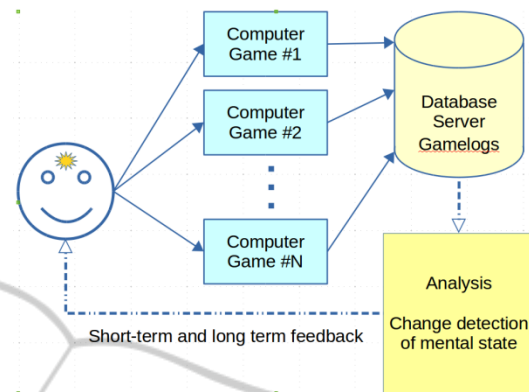 Computer
Game #1
Computer
Game #2
Computer
Game #N
Database
Server
Gamelogs
Analysis
Change detection
of mental state
Short-term and long term feedback